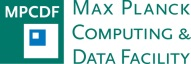 MPCDF
MAX PLANCK
COMPUTING &
DATA FACILITY